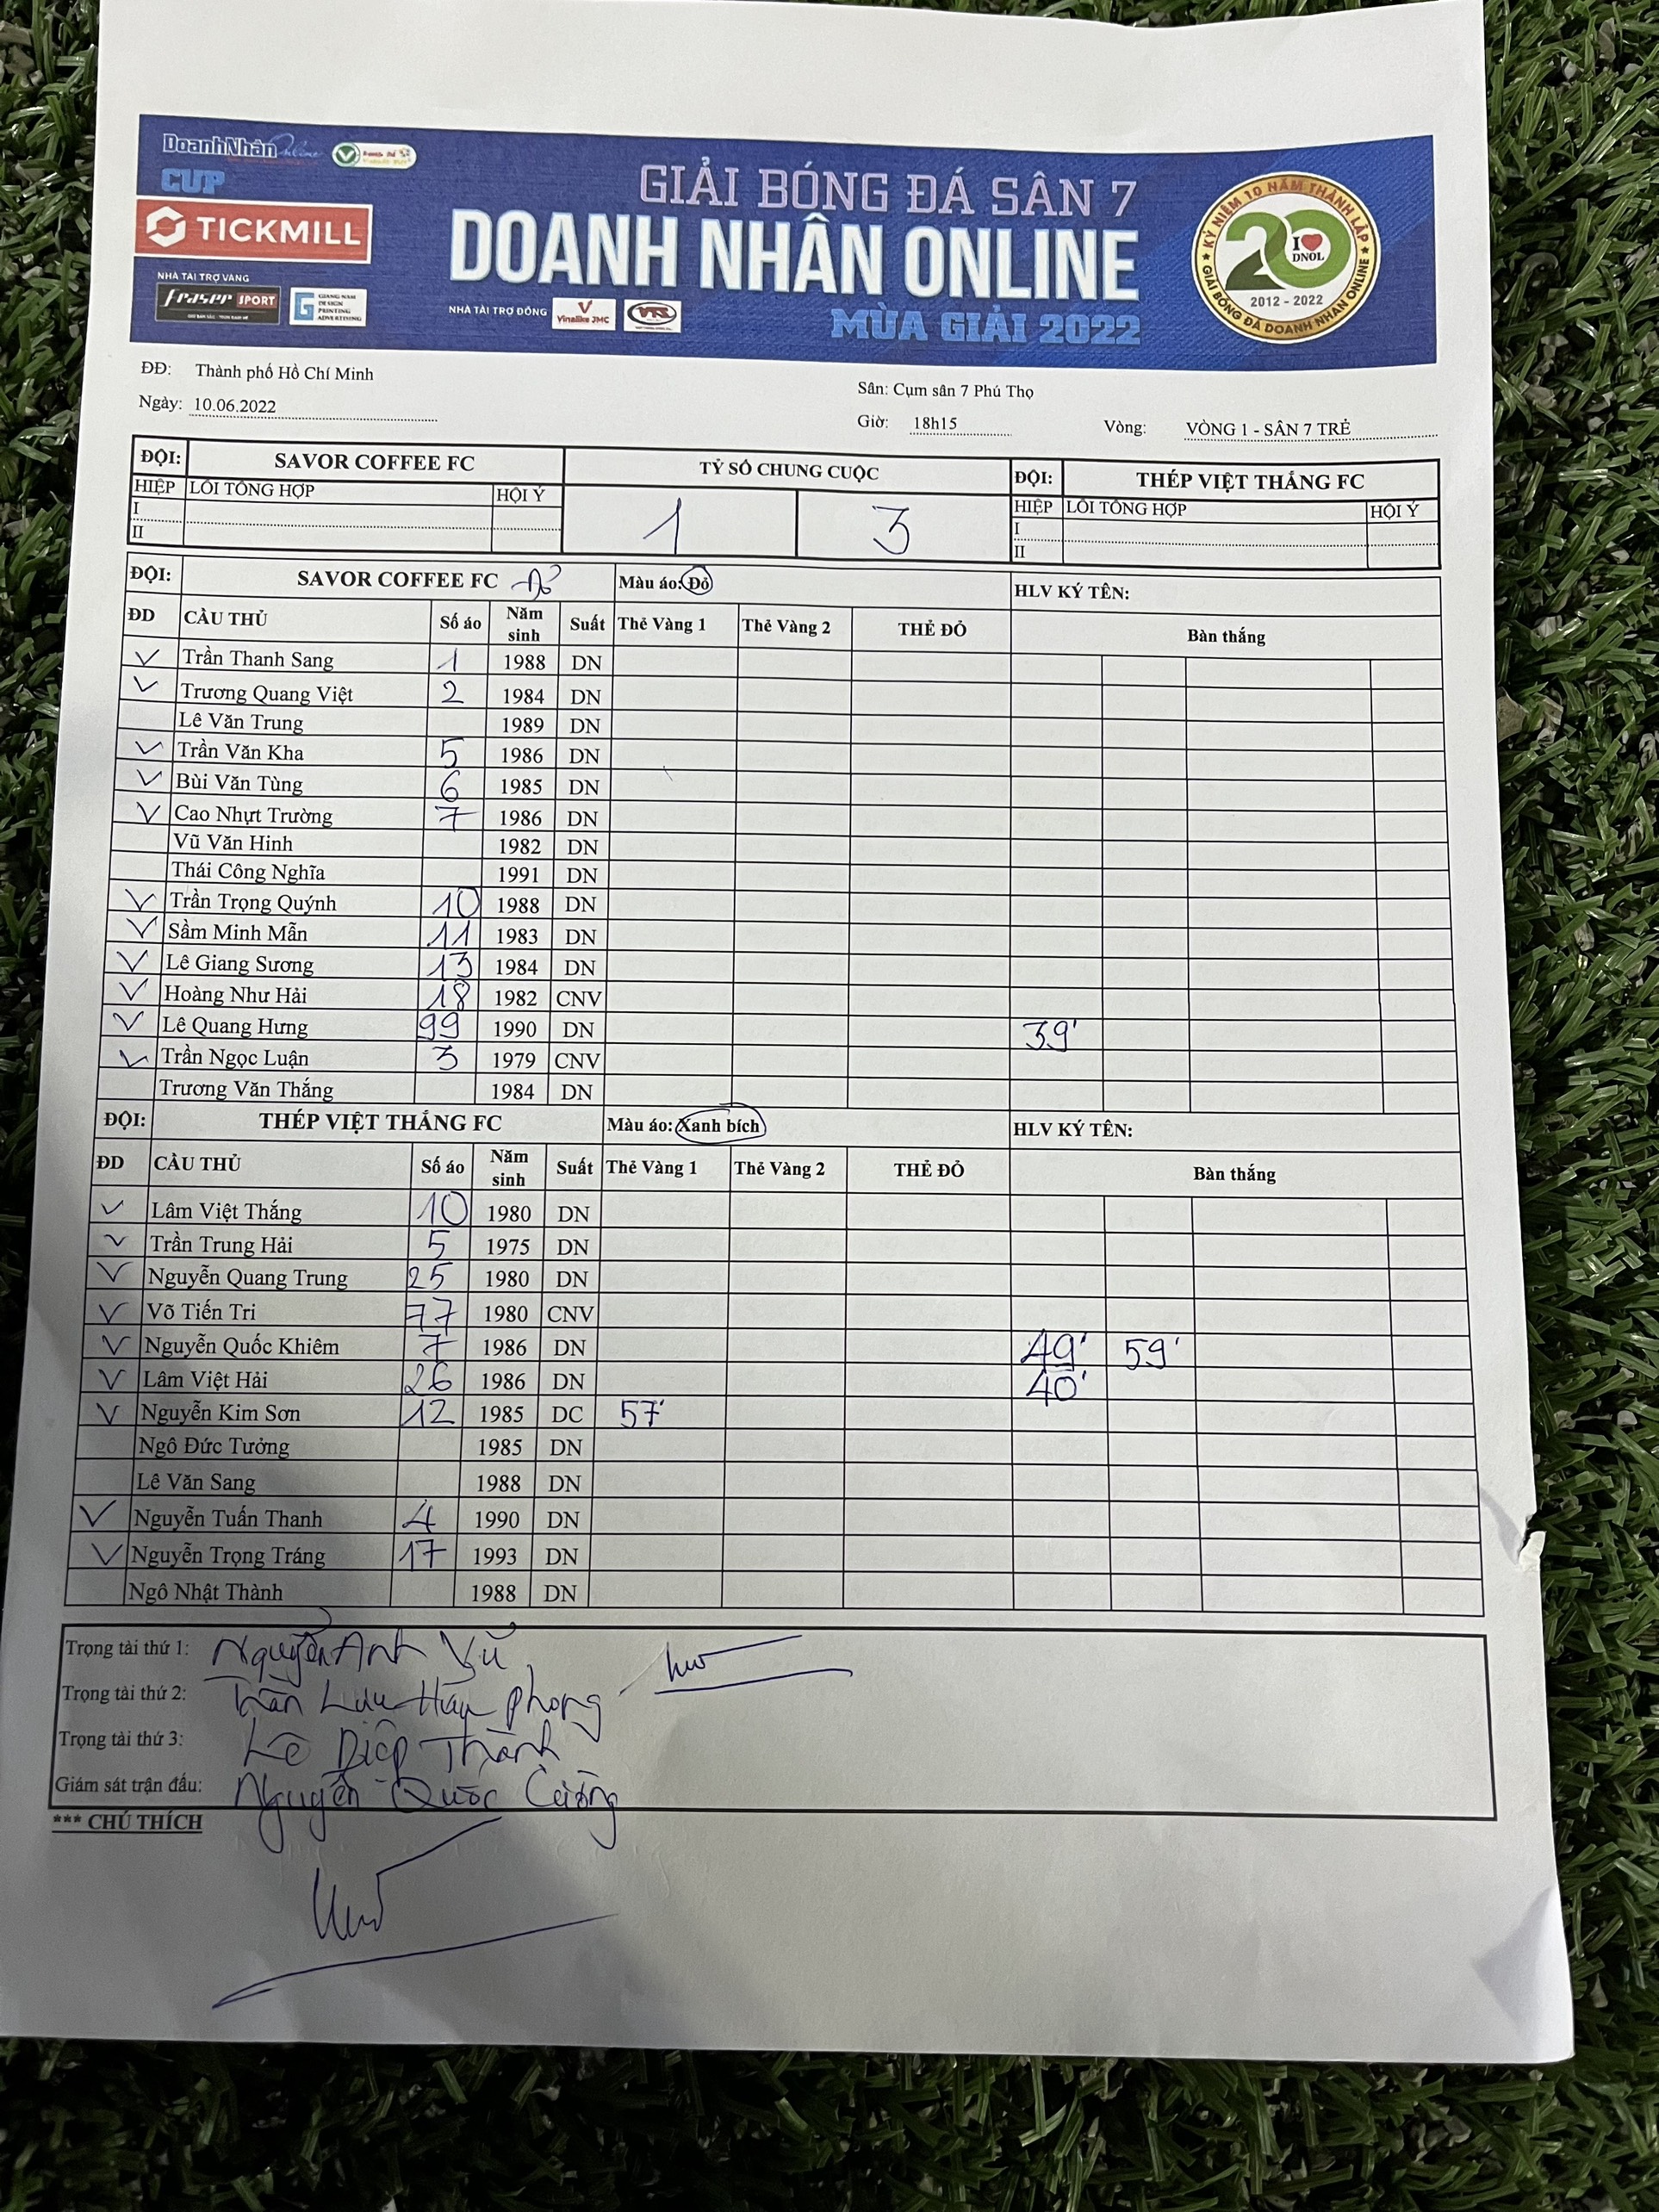 DoanhNhân Online
CUP
TICKMILL
NHÀ TÀI TRỢ VÀNG
fraser SPORT
GIANG NAM DESIGN PRINTING ADVERTISING
GIẢI BÓNG ĐÁ SÂN 7
DOANH NHÂN ONLINE
NHÀ TÀI TRỢ ĐỒNG Vinalike JMC
MÙA GIẢI 2022
KỶ NIỆM 10 NĂM THÀNH LẬP
20 I DNOL
2012 - 2022
GIẢI BÓNG ĐÁ DOANH NHÂN ONLINE
ĐĐ: Thành phố Hồ Chí Minh Sân: Cụm sân 7 Phú Thọ
Ngày: 10.06.2022 Giờ: 18h15 Vòng: VÒNG 1 - SÂN 7 TRẺ
ĐỘI: SAVOR COFFEE FC TỶ SỐ CHUNG CUỘC ĐỘI: THÉP VIỆT THẮNG FC
HIỆP LỖI TỔNG HỢP HỘI Ý 1 3 HIỆP LỖI TỔNG HỢP HỘI Ý
I I
II II
ĐỘI: SAVOR COFFEE FC Màu áo: Đỏ HLV KÝ TÊN:
ĐD CẦU THỦ Số áo Năm sinh Suất Thẻ Vàng 1 Thẻ Vàng 2 THẺ ĐỎ Bàn thắng
Trần Thanh Sang 1 1988 DN
Trương Quang Việt 2 1984 DN
Lê Văn Trung 1989 DN
Trần Văn Kha 5 1986 DN
Bùi Văn Tùng 6 1985 DN
Cao Nhựt Trường 7 1986 DN
Vũ Văn Hinh 1982 DN
Thái Công Nghĩa 1991 DN
Trần Trọng Quýnh 10 1988 DN
Sầm Minh Mẫn 11 1983 DN
Lê Giang Sương 13 1984 DN
Hoàng Như Hải 18 1982 CNV
Lê Quang Hưng 99 1990 DN 39'
Trần Ngọc Luận 3 1979 CNV
Trương Văn Thắng 1984 DN
ĐỘI: THÉP VIỆT THẮNG FC Màu áo: Xanh bích HLV KÝ TÊN:
ĐD CẦU THỦ Số áo Năm sinh Suất Thẻ Vàng 1 Thẻ Vàng 2 THẺ ĐỎ Bàn thắng
Lâm Việt Thắng 10 1980 DN
Trần Trung Hải 5 1975 DN
Nguyễn Quang Trung 25 1980 DN
Võ Tiến Tri 77 1980 CNV
Nguyễn Quốc Khiêm 7 1986 DN 49' 59'
Lâm Việt Hải 26 1986 DN 40'
Nguyễn Kim Sơn 12 1985 DC 57'
Ngô Đức Tưởng 1985 DN
Lê Văn Sang 1988 DN
Nguyễn Tuấn Thanh 4 1990 DN
Nguyễn Trọng Tráng 17 1993 DN
Ngô Nhật Thành 1988 DN
Trọng tài thứ 1: Nguyễn Anh Vũ
Trọng tài thứ 2: Trần Lưu Hậu Phong
Trọng tài thứ 3: Lê Diệp Thành
Giám sát trận đấu: Nguyễn Quốc Cường
*** CHÚ THÍCH